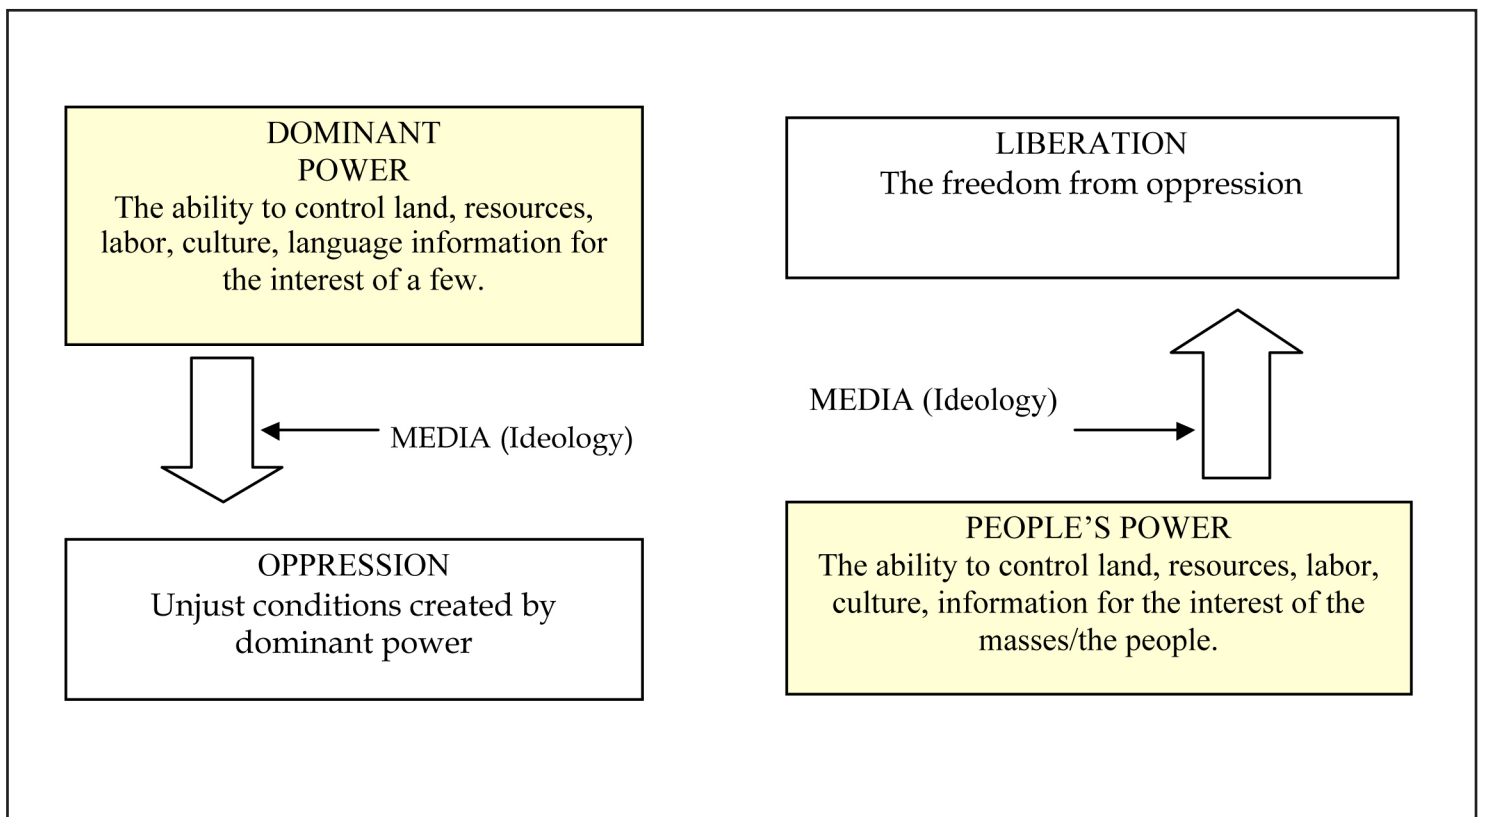 DOMINANT
POWER
The ability to control land, resources,
labor, culture, language information for
the interest of a few.
MEDIA (Ideology)
OPPRESSION
Unjust conditions created by
dominant power
LIBERATION
The freedom from oppression
MEDIA (Ideology)
PEOPLE’S POWER
The ability to control land, resources, labor,
culture, information for the interest of the
masses/the people.